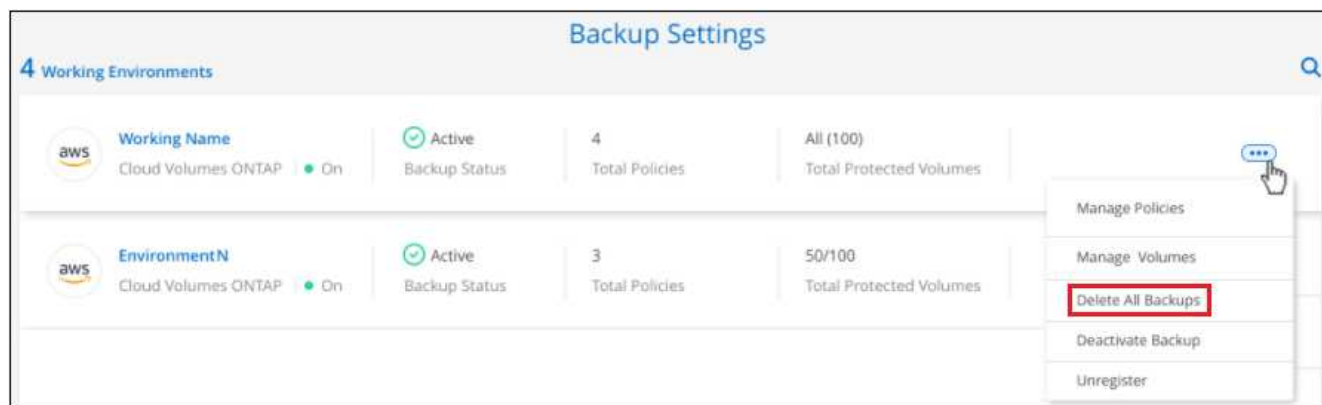 Backup Settings
4 Working Environments
aws
Working Name
Cloud Volumes ONTAP On
Active
Backup Status
4
Total Policies
All (100)
Total Protected Volumes
Manage Policies
Manage Volumes
Delete All Backups
Deactivate Backup
Unregister
aws
EnvironmentN
Cloud Volumes ONTAP On
Active
Backup Status
3
Total Policies
50/100
Total Protected Volumes